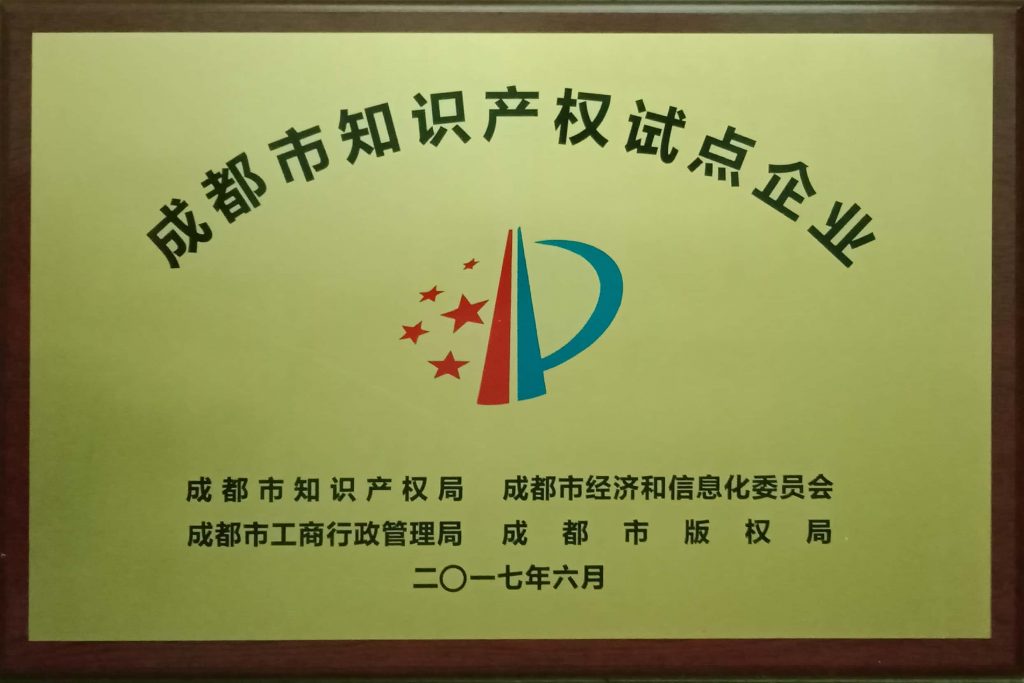 成都市知识产权试点企业
成都市知识产权局 成都市经济和信息化委员会
成都市工商行政管理局 成都市版权局
二〇一七年六月